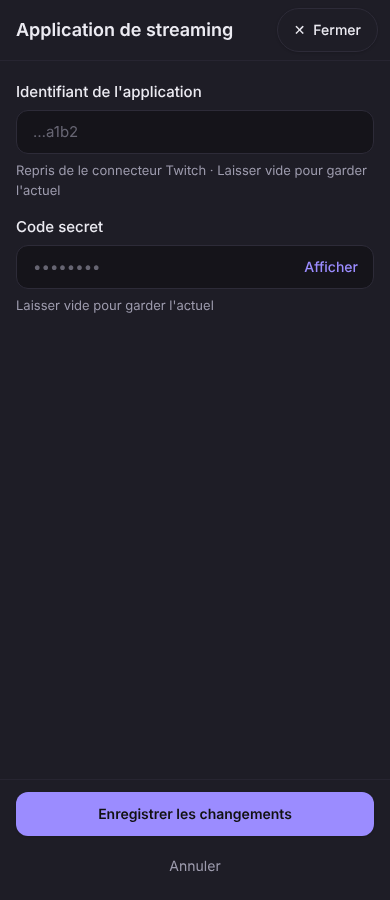 Application de streaming
✕ Fermer
Identifiant de l'application
...a1b2
Repris de le connecteur Twitch · Laisser vide pour garder
l'actuel
Code secret
••••••••
Afficher
Laisser vide pour garder l'actuel
Enregistrer les changements
Annuler